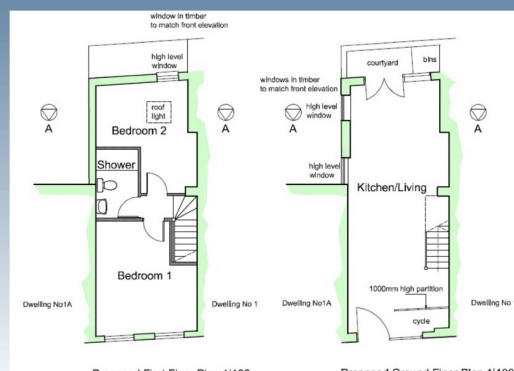 window in timber
to match front elevation
high level
window
roof
light
Bedroom 2
Shower
A
A
Bedroom 1
Dwelling No1A
Dwelling No 1
courtyard
bins
windows in timber
to match front elevation
high level
window
high level
window
Kitchen/Living
A
A
1000mm high partition
cycle
Dwelling No1A
Dwelling No